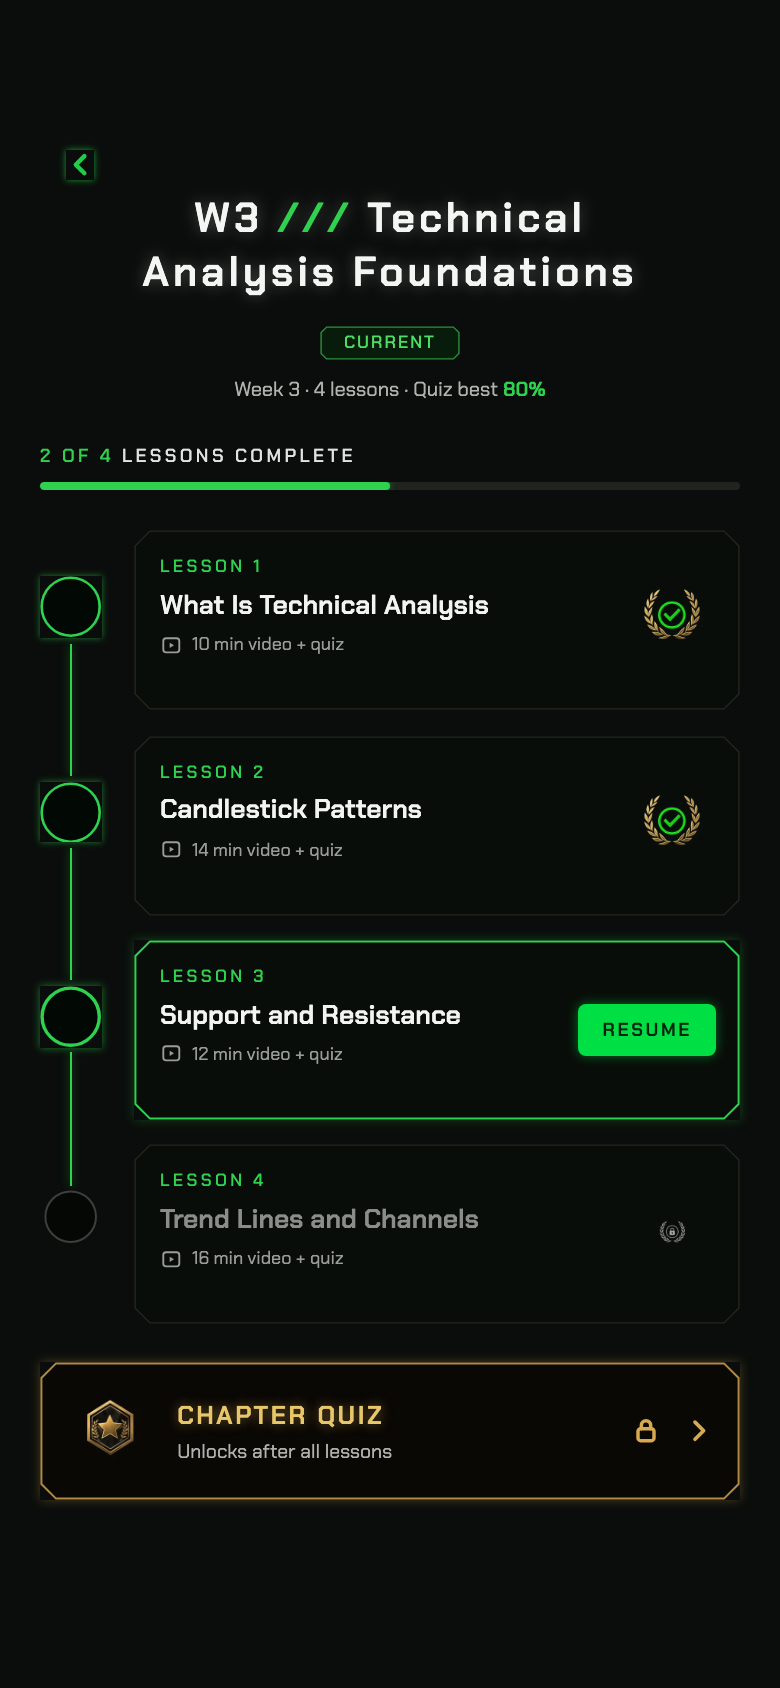 W3 /// Technical
Analysis Foundations
CURRENT
Week 3 · 4 lessons · Quiz best 80%
2 OF 4 LESSONS COMPLETE
LESSON 1
What Is Technical Analysis
10 min video + quiz
LESSON 2
Candlestick Patterns
14 min video + quiz
LESSON 3
Support and Resistance
12 min video + quiz
RESUME
LESSON 4
Trend Lines and Channels
16 min video + quiz
CHAPTER QUIZ
Unlocks after all lessons